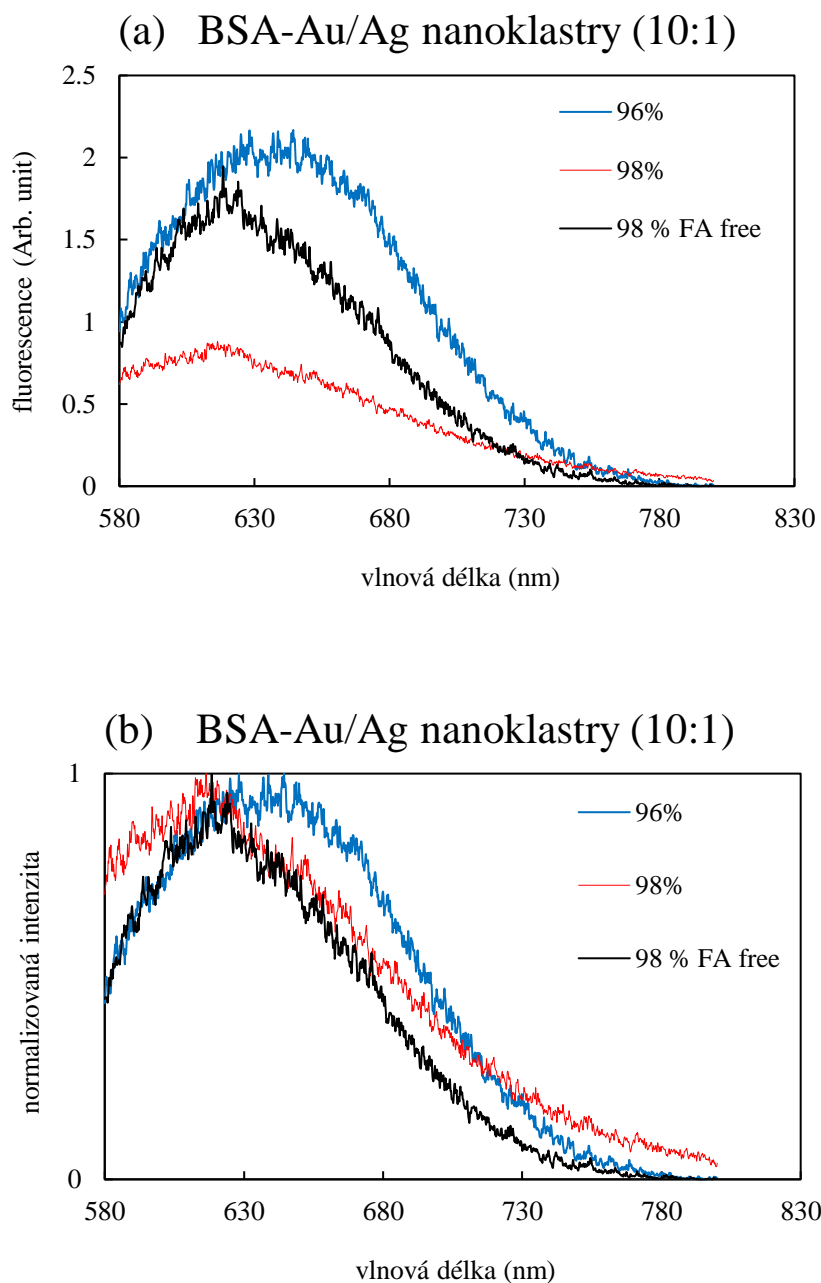 (a) BSA-Au/Ag nanoklastry (10:1)
2.5
2
1.5
1
0.5
0
fluorescence (Arb. unit)
96%
98%
98 % FA free
580 630 680 730 780 830
vlnová délka (nm)
(b) BSA-Au/Ag nanoklastry (10:1)
1
0
normalizovaná intenzita
96%
98%
98 % FA free
580 630 680 730 780 830
vlnová délka (nm)